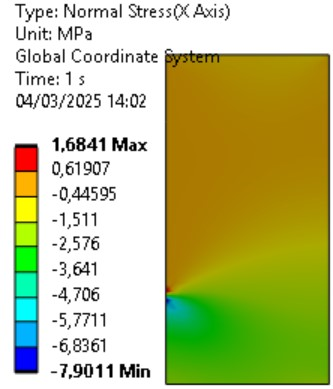 Type: Normal Stress(X Axis)
Unit: MPa
Global Coordinate System
Time: 1 s
04/03/2025 14:02
1,6841 Max
0,61907
-0,44595
-1,511
-2,576
-3,641
-4,706
-5,7711
-6,8361
-7,9011 Min